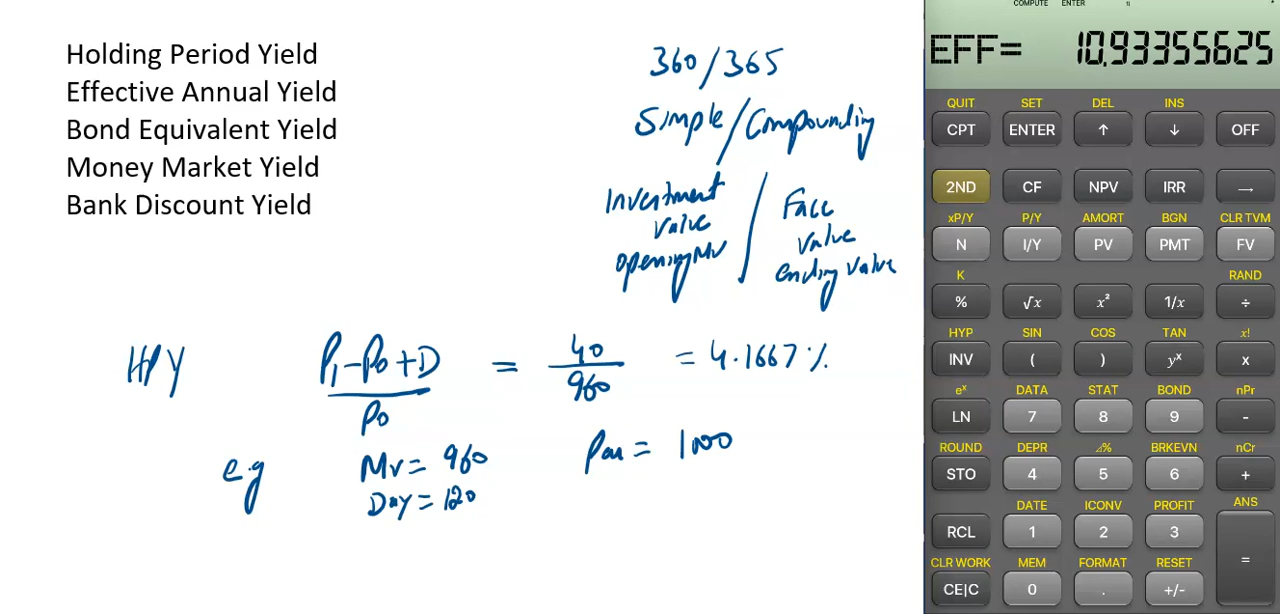 Holding Period Yield
Effective Annual Yield
Bond Equivalent Yield
Money Market Yield
Bank Discount Yield
360/365
Simple/Compounding
Investment value opening Mv / Face value ending value
HPY P₁-P₀+D / P₀ = 40 / 960 = 4.1667%
e.g Mv = 960 Par = 1000
Day = 120
COMPUTE ENTER
EFF= 10.93355625
QUIT SET DEL INS
CPT ENTER ↑ ↓ OFF
2ND CF NPV IRR →
xP/Y P/Y AMORT BGN CLR TVM
N I/Y PV PMT FV
K RAND
% √x x² 1/x ÷
HYP SIN COS TAN x!
INV ( ) yˣ x
eˣ DATA STAT BOND nPr
LN 7 8 9 -
ROUND DEPR ⊿% BRKEVN nCr
STO 4 5 6 +
DATE ICONV PROFIT ANS
RCL 1 2 3
CLR WORK MEM FORMAT RESET
CE|C 0 . +/- =